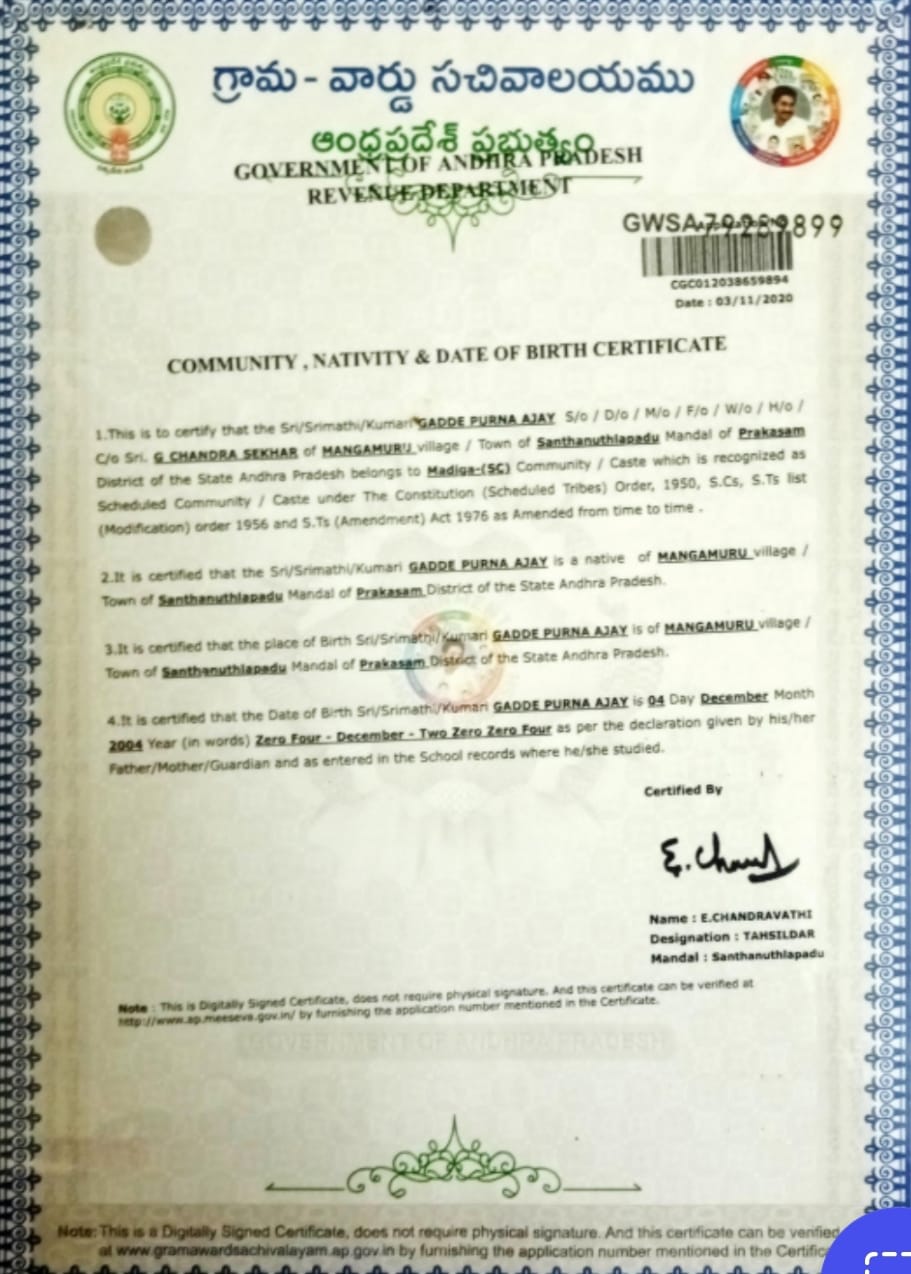 గ్రామ - వార్డు సచివాలయము
ఆంధ్రప్రదేశ్ ప్రభుత్వం
GOVERNMENT OF ANDHRA PRADESH
REVENUE DEPARTMENT
GWSA79289899
CGC012038659894
Date : 03/11/2020
COMMUNITY , NATIVITY & DATE OF BIRTH CERTIFICATE
1.This is to certify that the Sri/Srimathi/Kumari GADDE PURNA AJAY S/o / D/o / M/o / F/o / W/o / H/o /
C/o Sri. G CHANDRA SEKHAR of MANGAMURU village / Town of Santhanuthlapadu Mandal of Prakasam
District of the State Andhra Pradesh belongs to Madiga-(SC) Community / Caste which is recognized as
Scheduled Community / Caste under The Constitution (Scheduled Tribes) Order, 1950, S.Cs, S.Ts list
(Modification) order 1956 and S.Ts (Amendment) Act 1976 as Amended from time to time .
2.It is certified that the Sri/Srimathi/Kumari GADDE PURNA AJAY is a native of MANGAMURU village /
Town of Santhanuthlapadu Mandal of Prakasam District of the State Andhra Pradesh.
3.It is certified that the place of Birth Sri/Srimathi/Kumari GADDE PURNA AJAY is of MANGAMURU village /
Town of Santhanuthlapadu Mandal of Prakasam District of the State Andhra Pradesh.
4.It is certified that the Date of Birth Sri/Srimathi/Kumari GADDE PURNA AJAY is 04 Day December Month
2004 Year (in words) Zero Four - December - Two Zero Zero Four as per the declaration given by his/her
Father/Mother/Guardian and as entered in the School records where he/she studied.
Certified By
Name : E.CHANDRAVATHI
Designation : TAHSILDAR
Mandal : Santhanuthlapadu
Note : This is Digitally Signed Certificate, does not require physical signature. And this certificate can be verified at
http://www.ap.meeseva.gov.in/ by furnishing the application number mentioned in the Certificate.
GOVERNMENT OF ANDHRA PRADESH
Note: This is a Digitally Signed Certificate, does not require physical signature. And this certificate can be verified
at www.gramawardsachivalayam.ap.gov.in by furnishing the application number mentioned in the Certifica